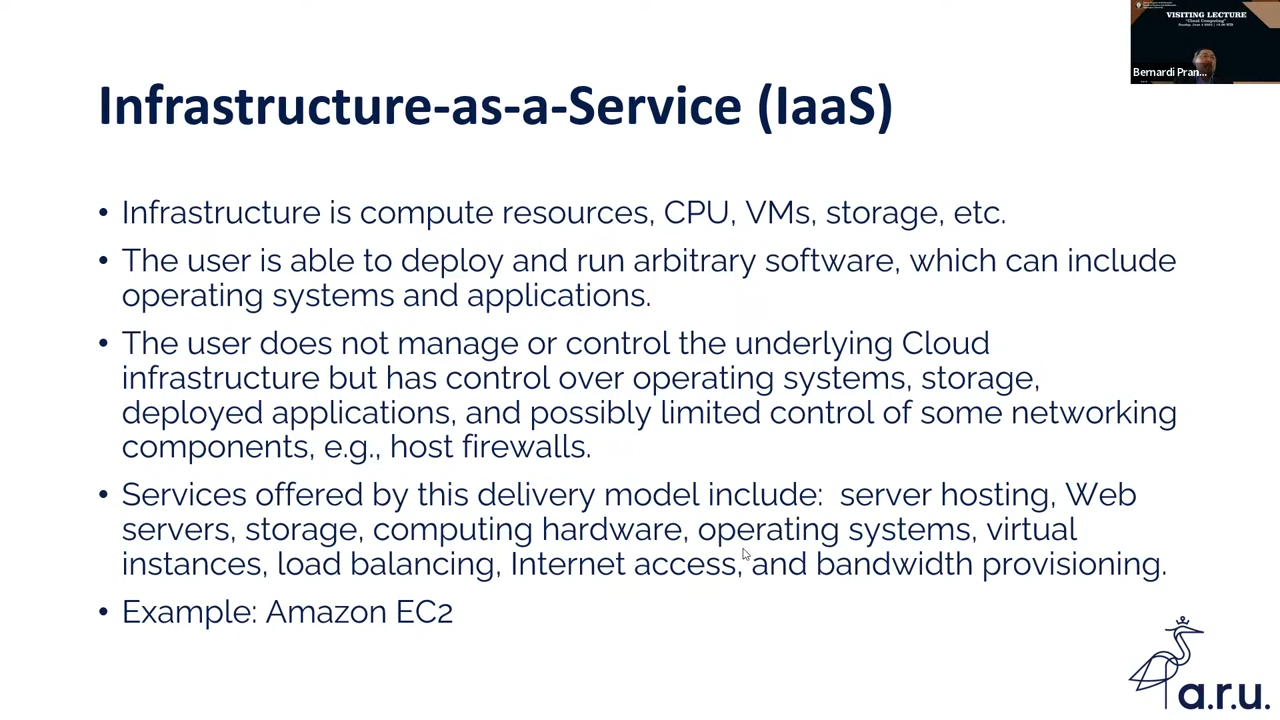 VISITING LECTURE
"Cloud Computing"
Bernardi Pran...
Infrastructure-as-a-Service (IaaS)
• Infrastructure is compute resources, CPU, VMs, storage, etc.
• The user is able to deploy and run arbitrary software, which can include
operating systems and applications.
• The user does not manage or control the underlying Cloud
infrastructure but has control over operating systems, storage,
deployed applications, and possibly limited control of some networking
components, e.g., host firewalls.
• Services offered by this delivery model include:  server hosting, Web
servers, storage, computing hardware, operating systems, virtual
instances, load balancing, Internet access, and bandwidth provisioning.
• Example: Amazon EC2
a.r.u.